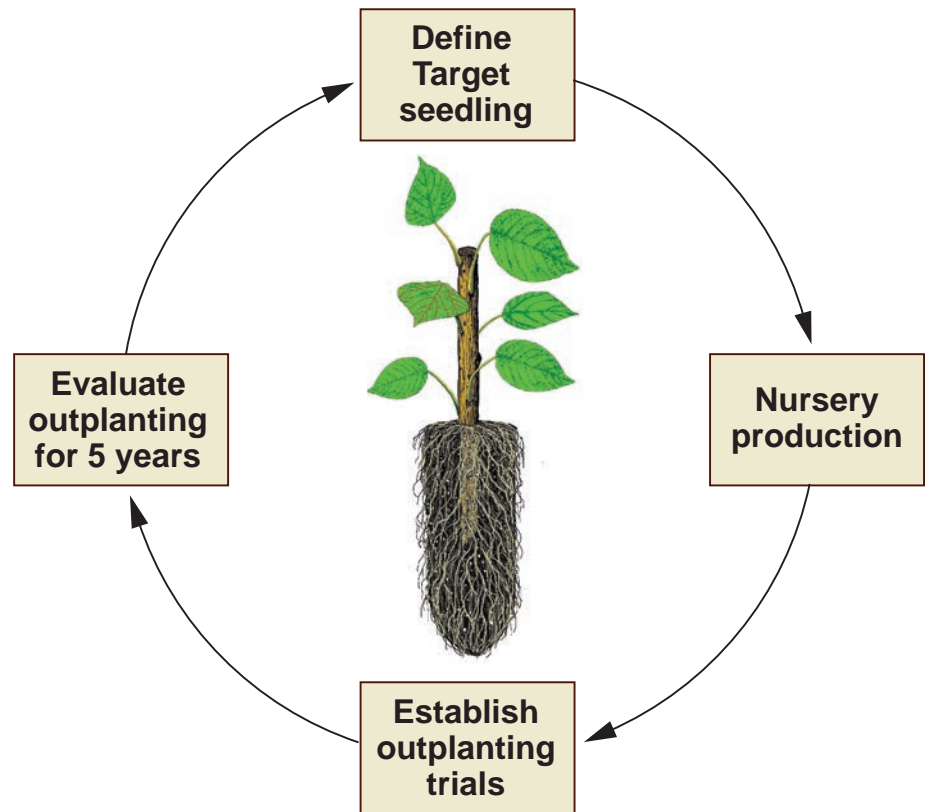 Define
Target
seedling
Nursery
production
Establish
outplanting
trials
Evaluate
outplanting
for 5 years